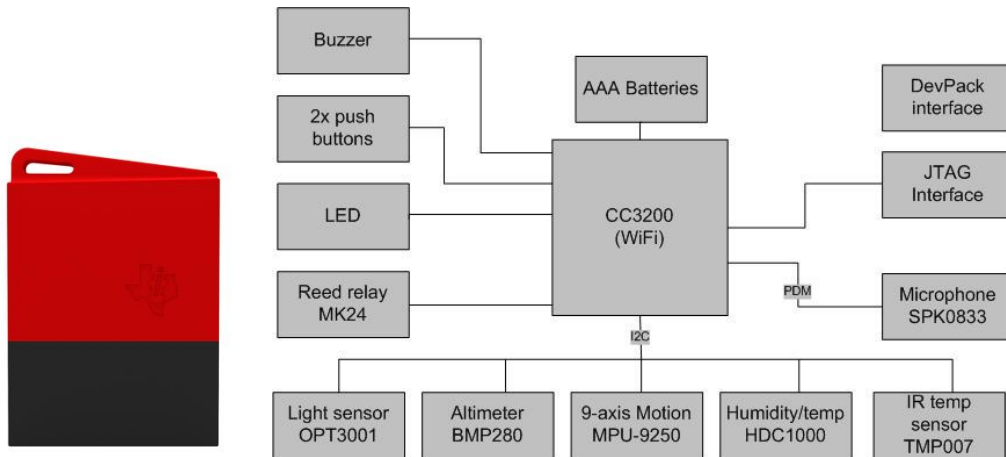 Buzzer
AAA Batteries
DevPack
interface
2x push
buttons
JTAG
Interface
LED
CC3200
(WiFi)
Reed relay
MK24
PDM
Microphone
SPK0833
I2C
Light sensor
OPT3001
Altimeter
BMP280
9-axis Motion
MPU-9250
Humidity/temp
HDC1000
IR temp
sensor
TMP007